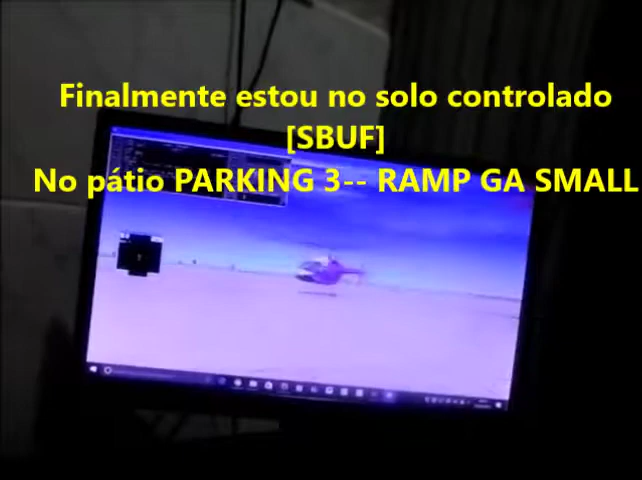 Finalmente estou no solo controlado
[SBUF]
No pátio PARKING 3-- RAMP GA SMALL